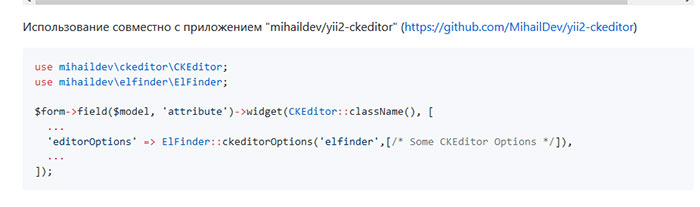 Использование совместно с приложением "mihaildev/yii2-ckeditor" (https://github.com/MihailDev/yii2-ckeditor)
use mihaildev\ckeditor\CKEditor;
use mihaildev\elfinder\ElFinder;
$form->field($model, 'attribute')->widget(CKEditor::className(), [
...
'editorOptions' => ElFinder::ckeditorOptions('elfinder',[/* Some CKEditor Options */]),
...
]);